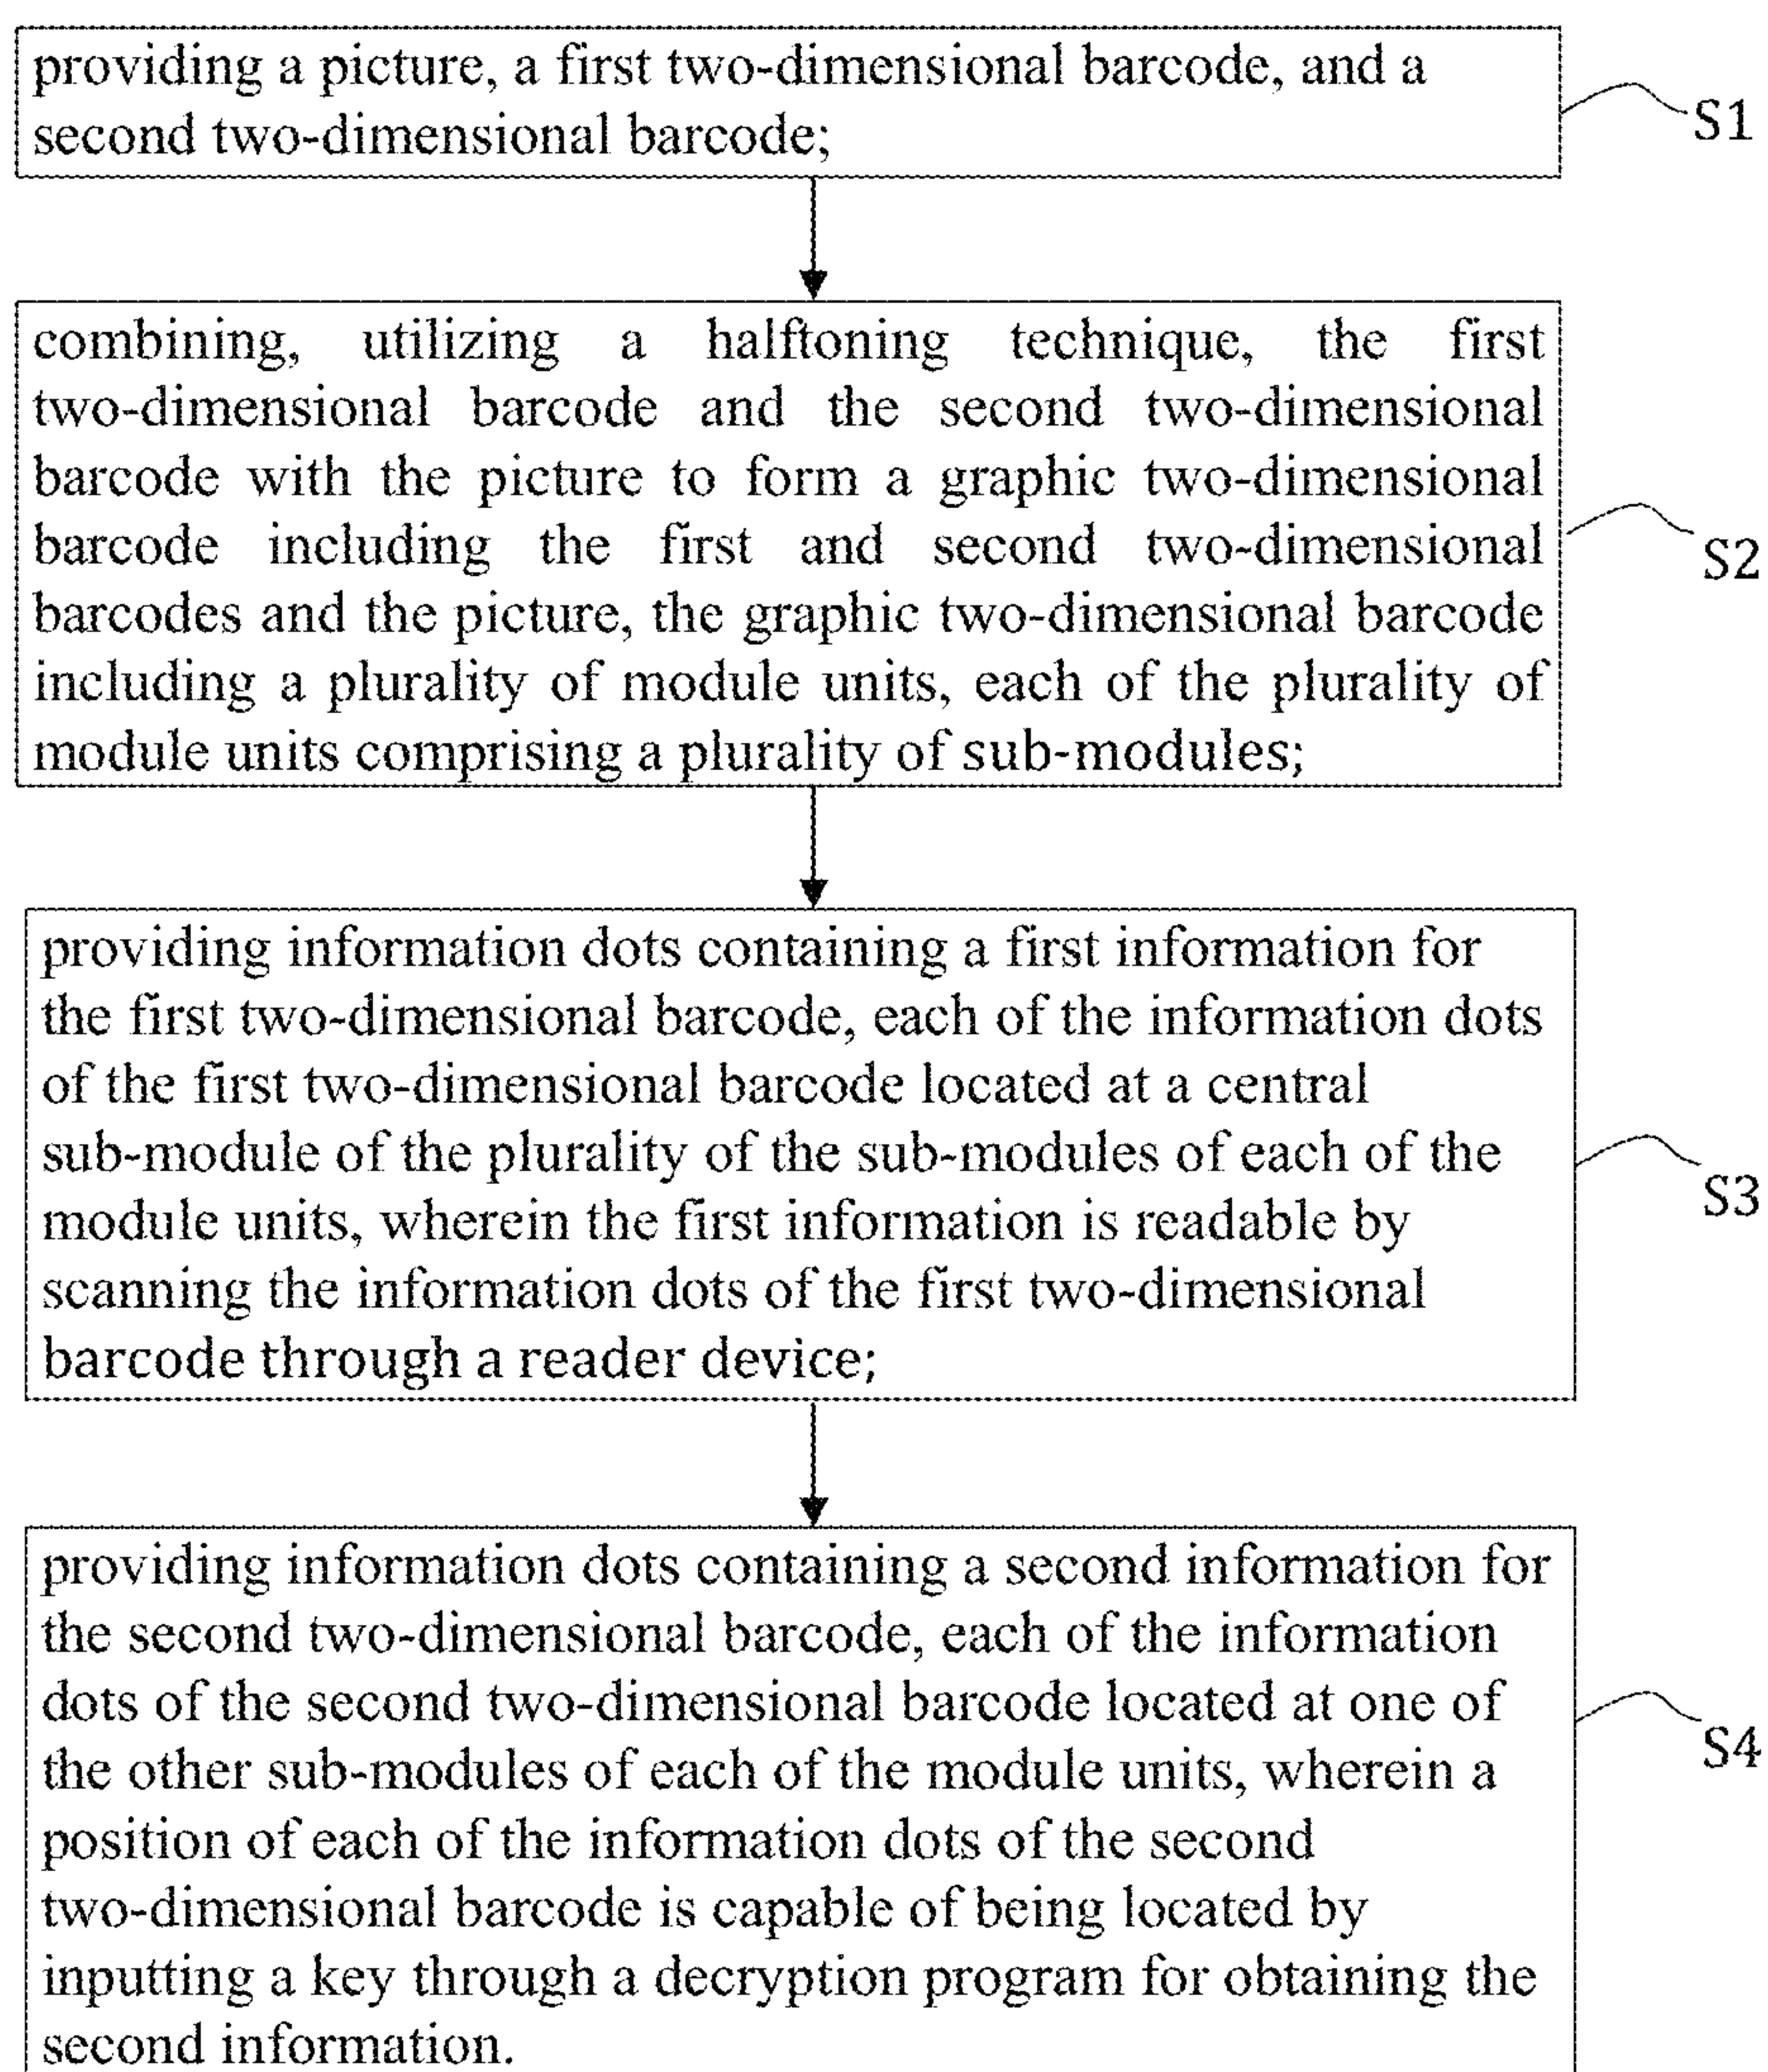 providing a picture, a first two-dimensional barcode, and a
second two-dimensional barcode;
S1
combining, utilizing a halftoning technique, the first
two-dimensional barcode and the second two-dimensional
barcode with the picture to form a graphic two-dimensional
barcode including the first and second two-dimensional
barcodes and the picture, the graphic two-dimensional barcode
including a plurality of module units, each of the plurality of
module units comprising a plurality of sub-modules;
S2
providing information dots containing a first information for
the first two-dimensional barcode, each of the information dots
of the first two-dimensional barcode located at a central
sub-module of the plurality of the sub-modules of each of the
module units, wherein the first information is readable by
scanning the information dots of the first two-dimensional
barcode through a reader device;
S3
providing information dots containing a second information for
the second two-dimensional barcode, each of the information
dots of the second two-dimensional barcode located at one of
the other sub-modules of each of the module units, wherein a
position of each of the information dots of the second
two-dimensional barcode is capable of being located by
inputting a key through a decryption program for obtaining the
second information.
S4